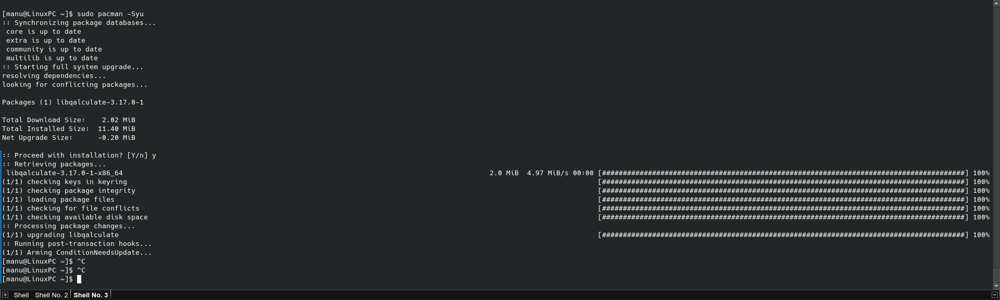 [manu@LinuxPC ~]$ sudo pacman -Syu
:: Synchronizing package databases...
 core is up to date
 extra is up to date
 community is up to date
 multilib is up to date
:: Starting full system upgrade...
resolving dependencies...
looking for conflicting packages...

Packages (1) libqalculate-3.17.0-1

Total Download Size:    2.02 MiB
Total Installed Size:  11.40 MiB
Net Upgrade Size:      -0.20 MiB

:: Proceed with installation? [Y/n] y
:: Retrieving packages...
 libqalculate-3.17.0-1-x86_64 2.0 MiB  4.97 MiB/s 00:00 [#######################################################################################] 100%
(1/1) checking keys in keyring [#######################################################################################] 100%
(1/1) checking package integrity [#######################################################################################] 100%
(1/1) loading package files [#######################################################################################] 100%
(1/1) checking for file conflicts [#######################################################################################] 100%
(1/1) checking available disk space [#######################################################################################] 100%
:: Processing package changes...
(1/1) upgrading libqalculate [#######################################################################################] 100%
:: Running post-transaction hooks...
(1/1) Arming ConditionNeedsUpdate...
[manu@LinuxPC ~]$ ^C
[manu@LinuxPC ~]$ ^C
[manu@LinuxPC ~]$
Shell Shell No. 2 Shell No. 3